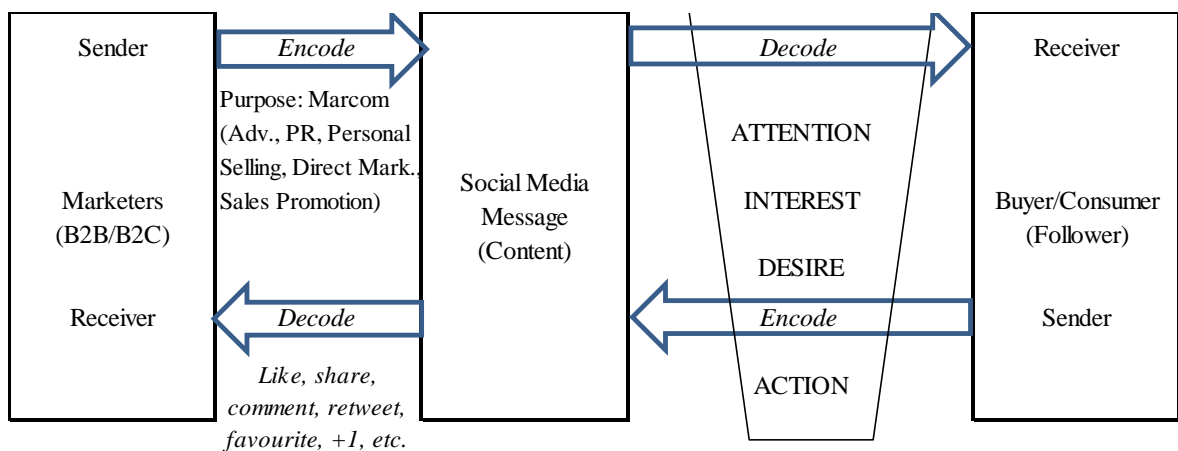 Sender
Encode
Purpose: Marcom
(Adv., PR, Personal
Selling, Direct Mark.,
Sales Promotion)
Marketers
(B2B/B2C)
Receiver
Decode
Like, share,
comment, retweet,
favourite, +1, etc.
Social Media
Message
(Content)
Decode
ATTENTION
INTEREST
DESIRE
Encode
ACTION
Receiver
Buyer/Consumer
(Follower)
Sender